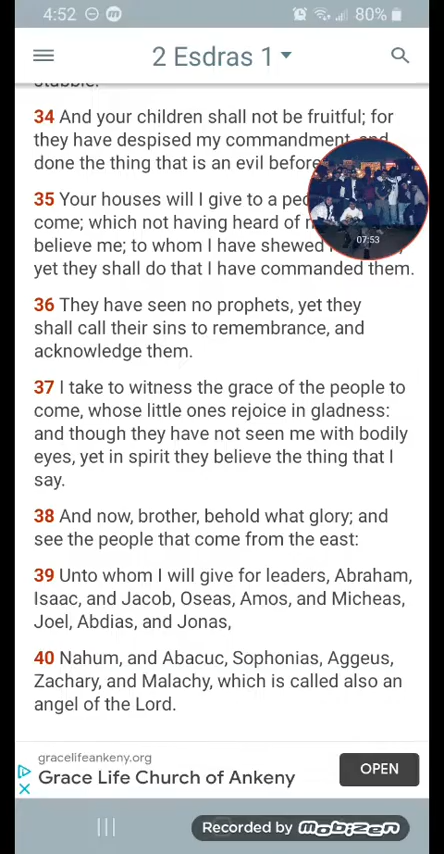 4:52 m 80%
2 Esdras 1
stubble.
34 And your children shall not be fruitful; for
they have despised my commandment, and
done the thing that is an evil before
35 Your houses will I give to a
come; which not having heard of
believe me; to whom I have shewed
yet they shall do that I have commanded them.
07:53
36 They have seen no prophets, yet they
shall call their sins to remembrance, and
acknowledge them.
37 I take to witness the grace of the people to
come, whose little ones rejoice in gladness:
and though they have not seen me with bodily
eyes, yet in spirit they believe the thing that I
say.
38 And now, brother, behold what glory; and
see the people that come from the east:
39 Unto whom I will give for leaders, Abraham,
Isaac, and Jacob, Oseas, Amos, and Micheas,
Joel, Abdias, and Jonas,
40 Nahum, and Abacuc, Sophonias, Aggeus,
Zachary, and Malachy, which is called also an
angel of the Lord.
gracelifeankeny.org
Grace Life Church of Ankeny
OPEN
Recorded by Mobizen